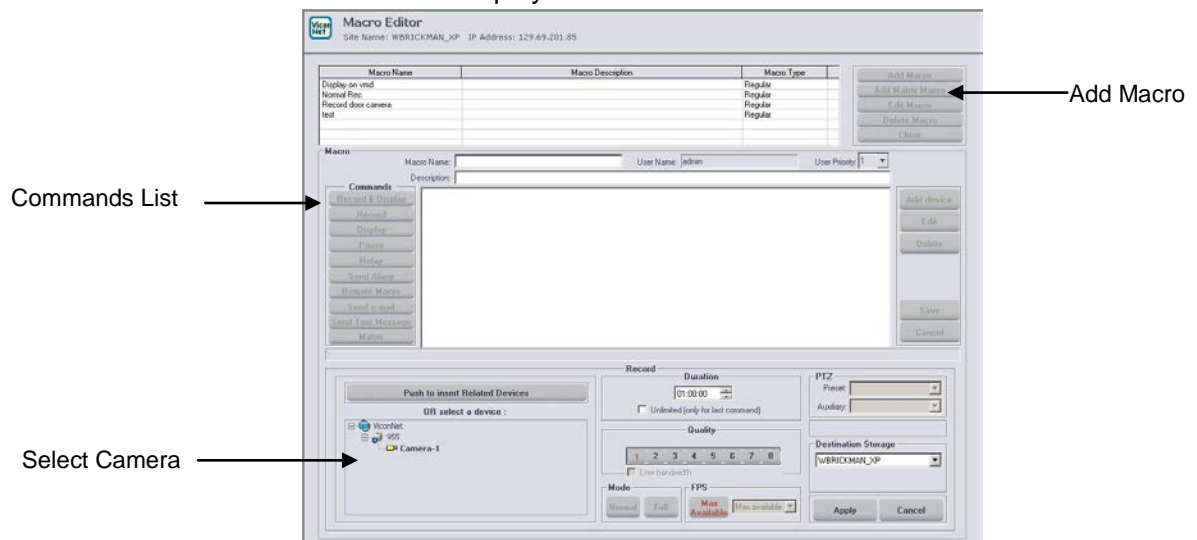 Vicon Net
Macro Editor
Site Name: WBRICKMAN_XP IP Address: 129.69.201.85
Macro Name Macro Description Macro Type
Display on vmd Regular
Normal Rec Regular
Record door camera Regular
test Regular
Add Macro
Add Matrix Macro
Edit Macro
Delete Macro
Close
Add Macro
Macro
Macro Name: User Name: admin User Priority: 1
Description:
Commands
Commands List
Record & Display
Record
Display
Pause
Relay
Send Alarm
Remote Macro
Send e-mail
Send Text Message
Matrix
Add device
Edit
Delete
Save
Cancel
Push to insert Related Devices
OR select a device :
ViconNet
955
Camera-1
Select Camera
Record
Duration
01:00:00
Unlimited (only for last command)
Quality
1 2 3 4 5 6 7 8
Low bandwidth
Mode
Normal Full
FPS
Max Available
Max available
PTZ
Preset:
Auxiliary:
Destination Storage
WBRICKMAN_XP
Apply Cancel